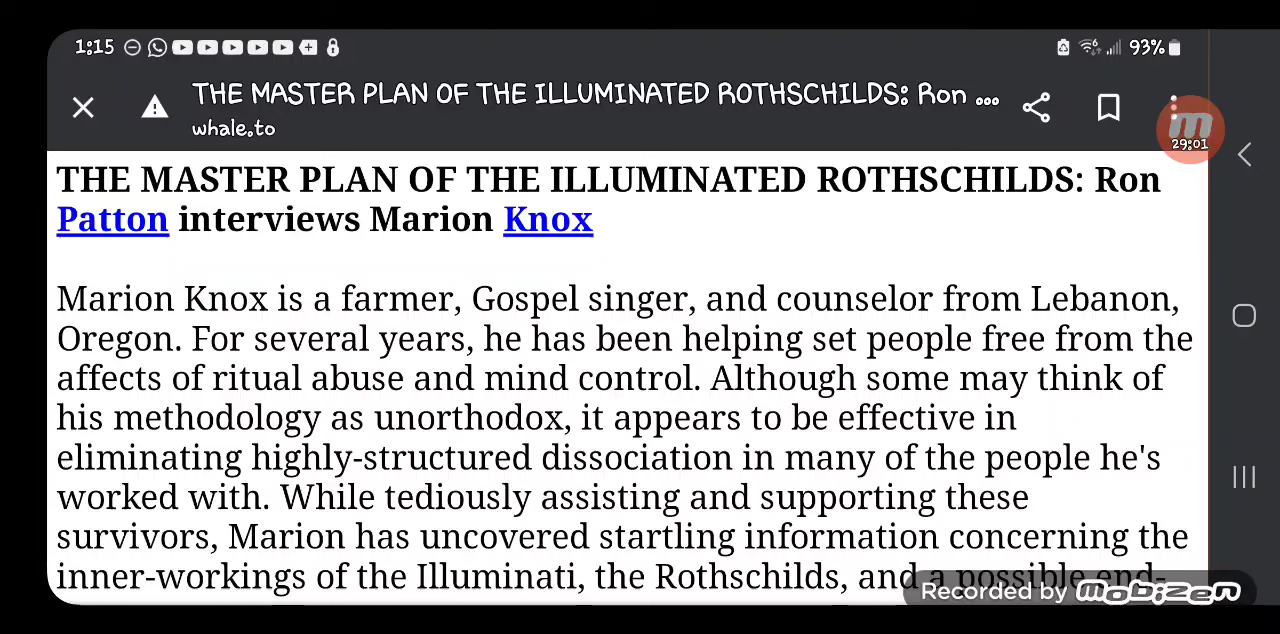 1:15
93%
THE MASTER PLAN OF THE ILLUMINATED ROTHSCHILDS: Ron ...
whale.to
m
29:01
THE MASTER PLAN OF THE ILLUMINATED ROTHSCHILDS: Ron
Patton interviews Marion Knox
Marion Knox is a farmer, Gospel singer, and counselor from Lebanon,
Oregon. For several years, he has been helping set people free from the
affects of ritual abuse and mind control. Although some may think of
his methodology as unorthodox, it appears to be effective in
eliminating highly-structured dissociation in many of the people he's
worked with. While tediously assisting and supporting these
survivors, Marion has uncovered startling information concerning the
inner-workings of the Illuminati, the Rothschilds, and a possible end-
Recorded by mobizen